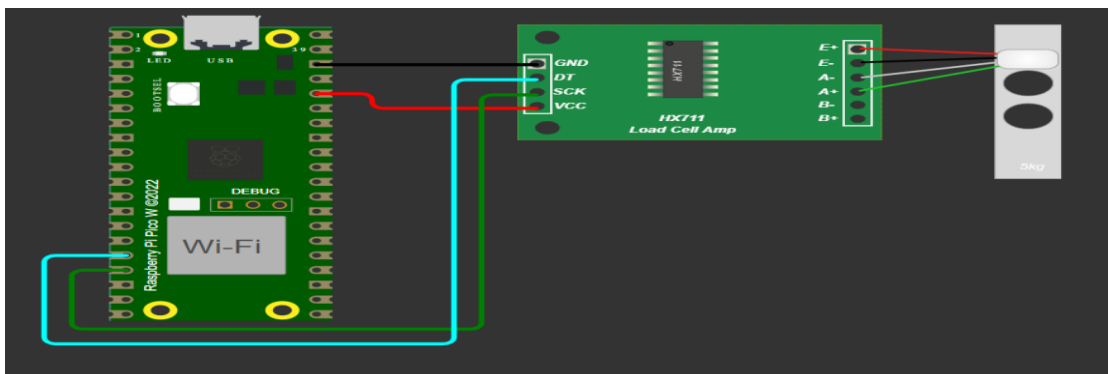 1
2
39
LED
USB
BOOTSEL
DEBUG
Raspberry Pi Pico W ©2022
Wi-Fi
GND
DT
SCK
VCC
HX711
HX711
Load Cell Amp
E+
E-
A-
A+
B-
B+
5kg